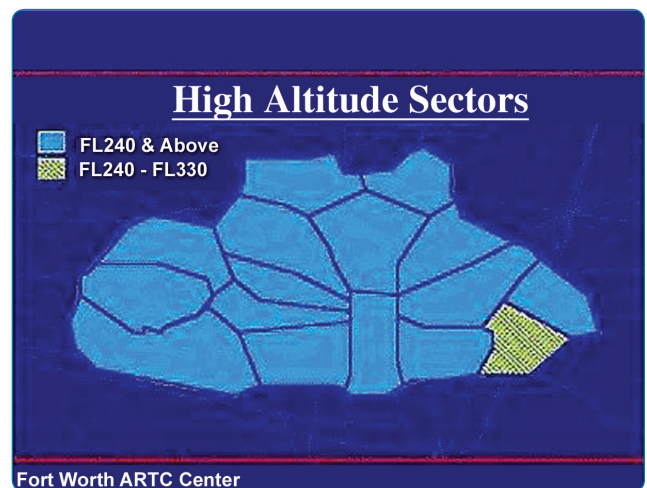 High Altitude Sectors
FL240 & Above
FL240 - FL330
Fort Worth ARTC Center